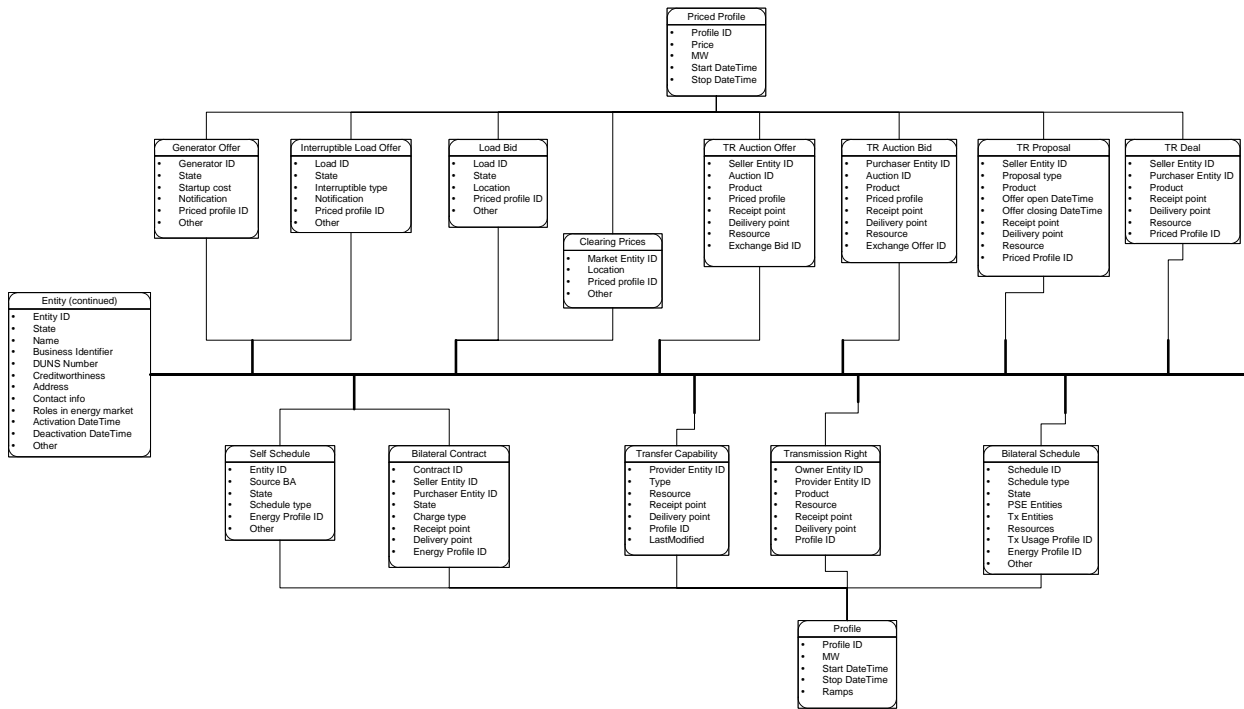 Priced Profile
• Profile ID
• Price
• MW
• Start DateTime
• Stop DateTime
Generator Offer
• Generator ID
• State
• Startup cost
• Notification
• Priced profile ID
• Other
Interruptible Load Offer
• Load ID
• State
• Interruptible type
• Notification
• Priced profile ID
• Other
Load Bid
• Load ID
• State
• Location
• Priced profile ID
• Other
Clearing Prices
• Market Entity ID
• Location
• Priced profile ID
• Other
TR Auction Offer
• Seller Entity ID
• Auction ID
• Product
• Priced profile
• Receipt point
• Deilivery point
• Resource
• Exchange Bid ID
TR Auction Bid
• Purchaser Entity ID
• Auction ID
• Product
• Priced profile
• Receipt point
• Deilivery point
• Resource
• Exchange Offer ID
TR Proposal
• Seller Entity ID
• Proposal type
• Product
• Offer open DateTime
• Offer closing DateTime
• Receipt point
• Deilivery point
• Resource
• Priced Profile ID
TR Deal
• Seller Entity ID
• Purchaser Entity ID
• Product
• Receipt point
• Deilivery point
• Resource
• Priced Profile ID
Entity (continued)
• Entity ID
• State
• Name
• Business Identifier
• DUNS Number
• Creditworthiness
• Address
• Contact info
• Roles in energy market
• Activation DateTime
• Deactivation DateTime
• Other
Self Schedule
• Entity ID
• Source BA
• State
• Schedule type
• Energy Profile ID
• Other
Bilateral Contract
• Contract ID
• Seller Entity ID
• Purchaser Entity ID
• State
• Charge type
• Receipt point
• Delivery point
• Energy Profile ID
Transfer Capability
• Provider Entity ID
• Type
• Resource
• Receipt point
• Deilivery point
• Profile ID
• LastModified
Transmission Right
• Owner Entity ID
• Provider Entity ID
• Product
• Resource
• Receipt point
• Deilivery point
• Profile ID
Bilateral Schedule
• Schedule ID
• Schedule type
• State
• PSE Entities
• Tx Entities
• Resources
• Tx Usage Profile ID
• Energy Profile ID
• Other
Profile
• Profile ID
• MW
• Start DateTime
• Stop DateTime
• Ramps